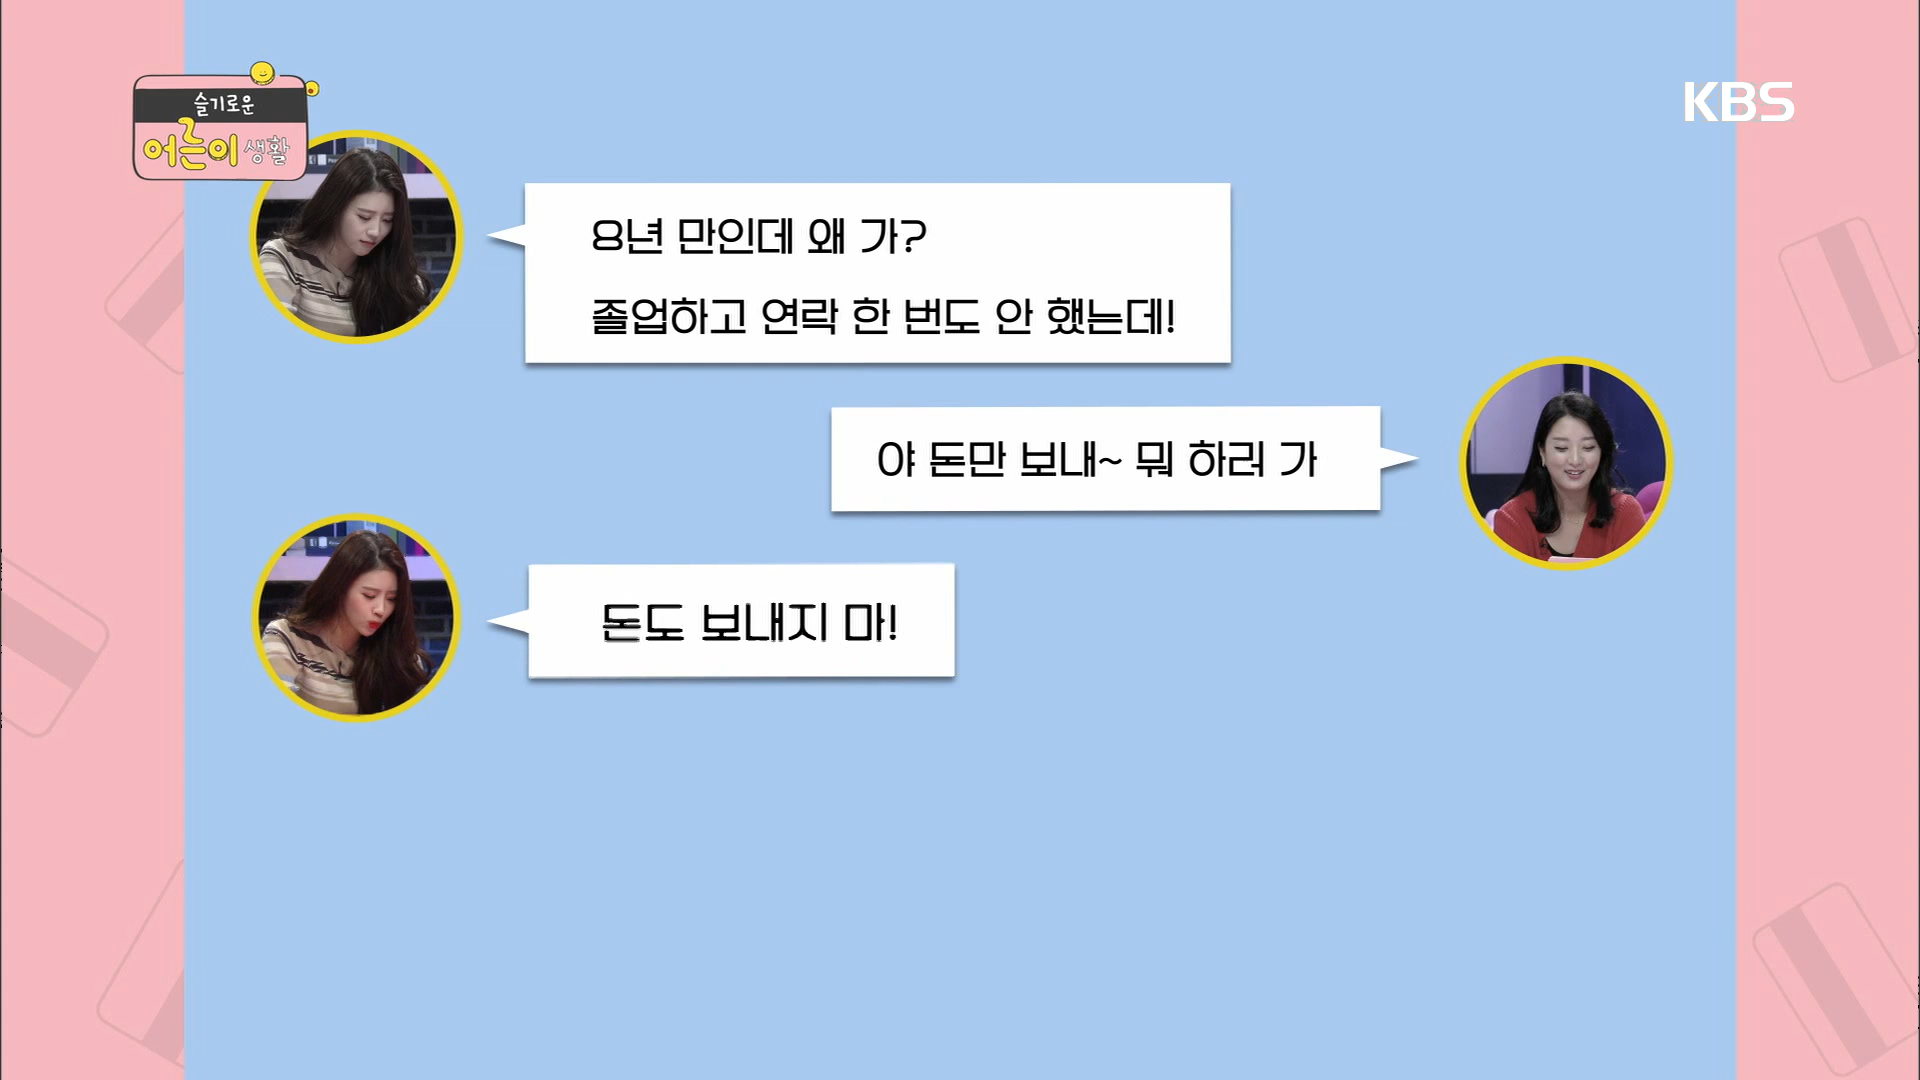 슬기로운
어른이 생활
KBS
8년 만인데 왜 가?
졸업하고 연락 한 번도 안 했는데!
야 돈만 보내~ 뭐 하러 가
돈도 보내지 마!